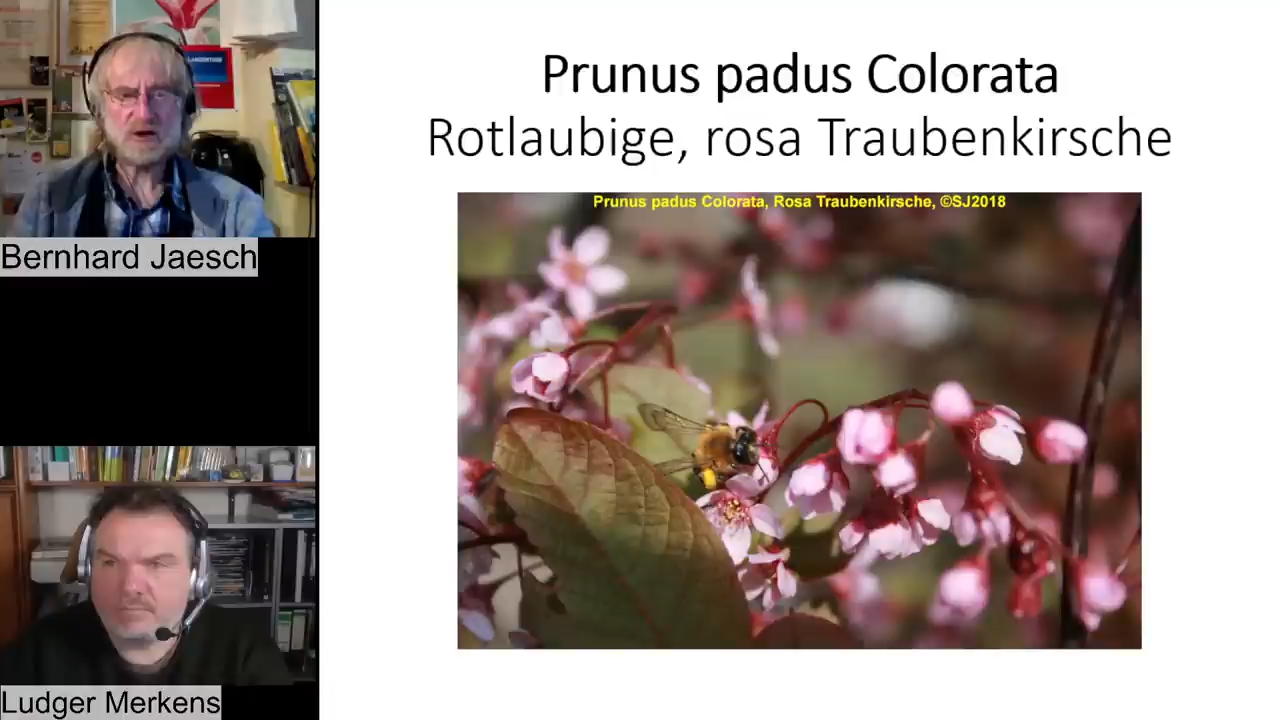 Prunus padus Colorata
Rotlaubige, rosa Traubenkirsche
Prunus padus Colorata, Rosa Traubenkirsche, ©SJ2018
Bernhard Jaesch
Ludger Merkens